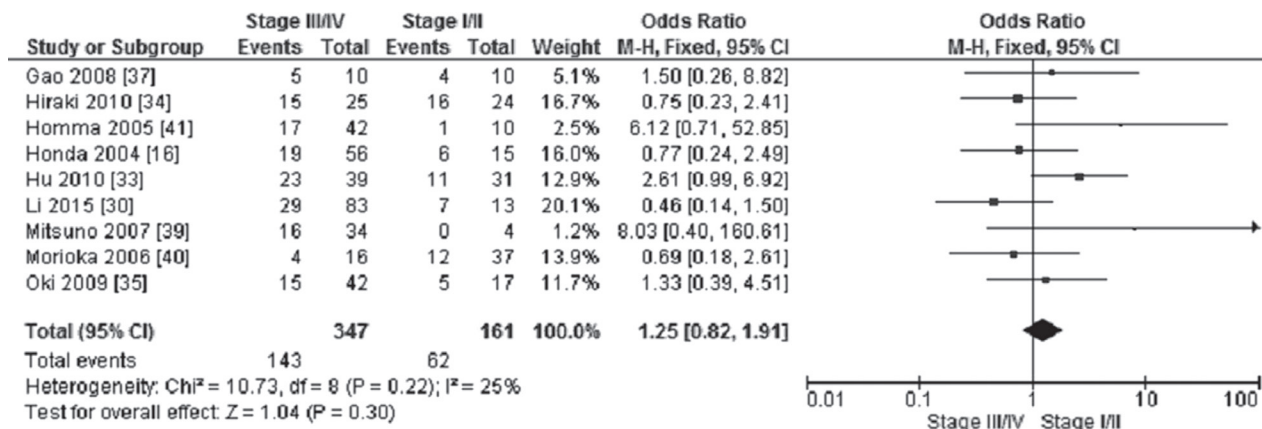 Stage III/IV Stage I/II Odds Ratio Odds Ratio
Study or Subgroup Events Total Events Total Weight M-H, Fixed, 95% CI M-H, Fixed, 95% CI
Gao 2008 [37] 5 10 4 10 5.1% 1.50 [0.26, 8.82]
Hiraki 2010 [34] 15 25 16 24 16.7% 0.75 [0.23, 2.41]
Homma 2005 [41] 17 42 1 10 2.5% 6.12 [0.71, 52.85]
Honda 2004 [16] 19 56 6 15 16.0% 0.77 [0.24, 2.49]
Hu 2010 [33] 23 39 11 31 12.9% 2.61 [0.99, 6.92]
Li 2015 [30] 29 83 7 13 20.1% 0.46 [0.14, 1.50]
Mitsuno 2007 [39] 16 34 0 4 1.2% 8.03 [0.40, 160.61]
Morioka 2006 [40] 4 16 12 37 13.9% 0.69 [0.18, 2.61]
Oki 2009 [35] 15 42 5 17 11.7% 1.33 [0.39, 4.51]
Total (95% CI) 347 161 100.0% 1.25 [0.82, 1.91]
Total events 143 62
Heterogeneity: Chi² = 10.73, df = 8 (P = 0.22); I² = 25%
Test for overall effect: Z = 1.04 (P = 0.30)
0.01 0.1 1 10 100
Stage III/IV Stage I/II